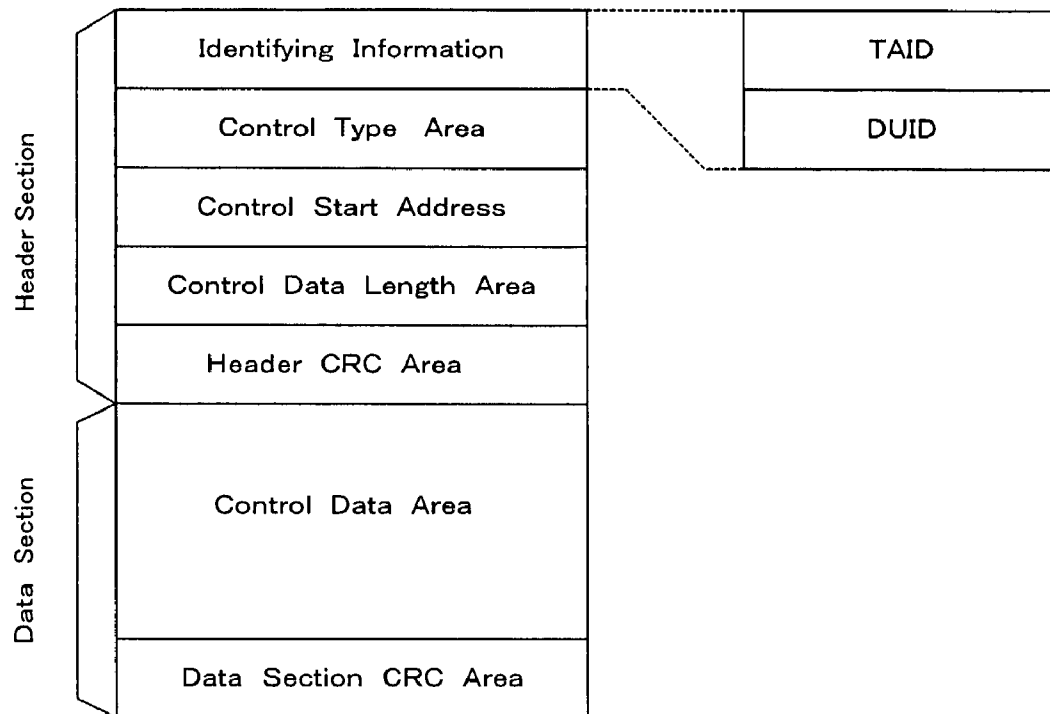 Header Section
Identifying Information
Control Type Area
Control Start Address
Control Data Length Area
Header CRC Area
TAID
DUID
Data Section
Control Data Area
Data Section CRC Area